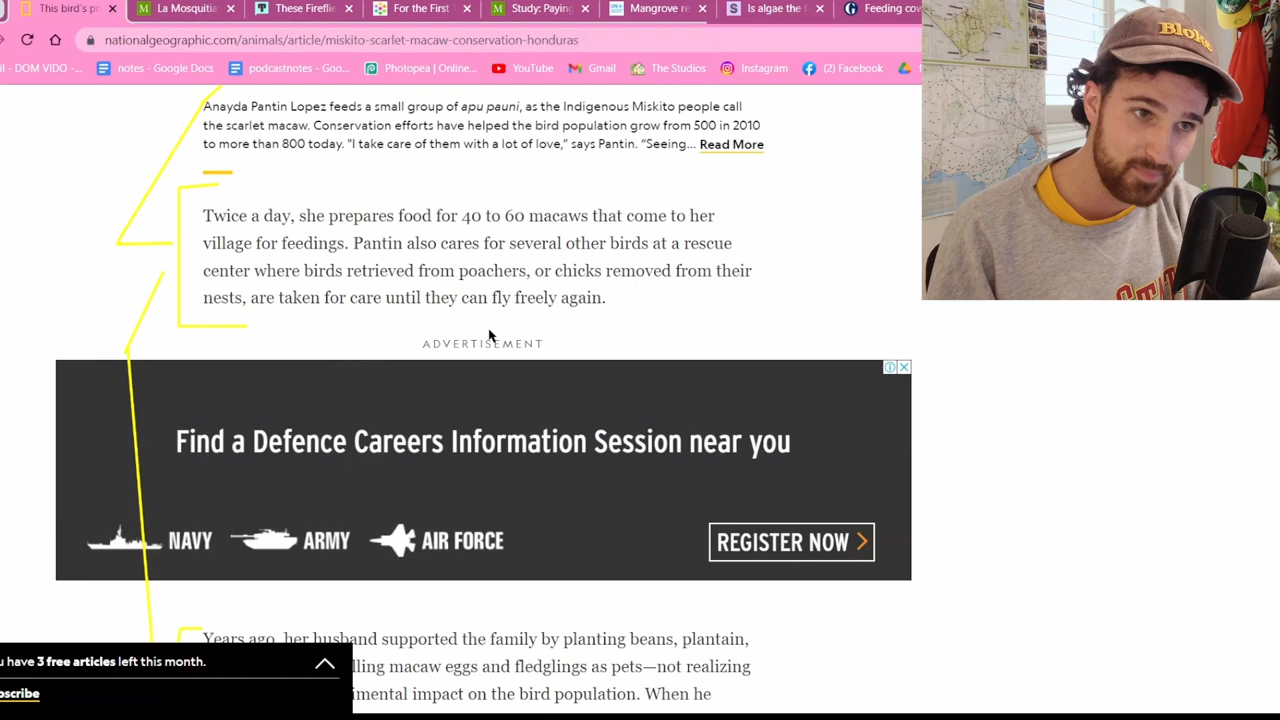 This bird's pr
La Mosquitia
These Fireflie
For the First T
Study: Paying
Mangrove re
Is algae the f
Feeding cov
nationalgeographic.com/animals/article/miskito-scarlet-macaw-conservation-honduras
il - DOM VIDO ...
notes - Google Docs
podcastnotes - Goo...
Photopea | Online...
YouTube
Gmail
The Studios
Instagram
(2) Facebook
Bloke
Anayda Pantin Lopez feeds a small group of apu pauni, as the Indigenous Miskito people call
the scarlet macaw. Conservation efforts have helped the bird population grow from 500 in 2010
to more than 800 today. "I take care of them with a lot of love,” says Pantin. “Seeing... Read More
Twice a day, she prepares food for 40 to 60 macaws that come to her
village for feedings. Pantin also cares for several other birds at a rescue
center where birds retrieved from poachers, or chicks removed from their
nests, are taken for care until they can fly freely again.
ADVERTISEMENT
Find a Defence Careers Information Session near you
NAVY ARMY AIR FORCE
REGISTER NOW
Years ago, her husband supported the family by planting beans, plantain,
lling macaw eggs and fledglings as pets—not realizing
imental impact on the bird population. When he
u have 3 free articles left this month.
bscribe